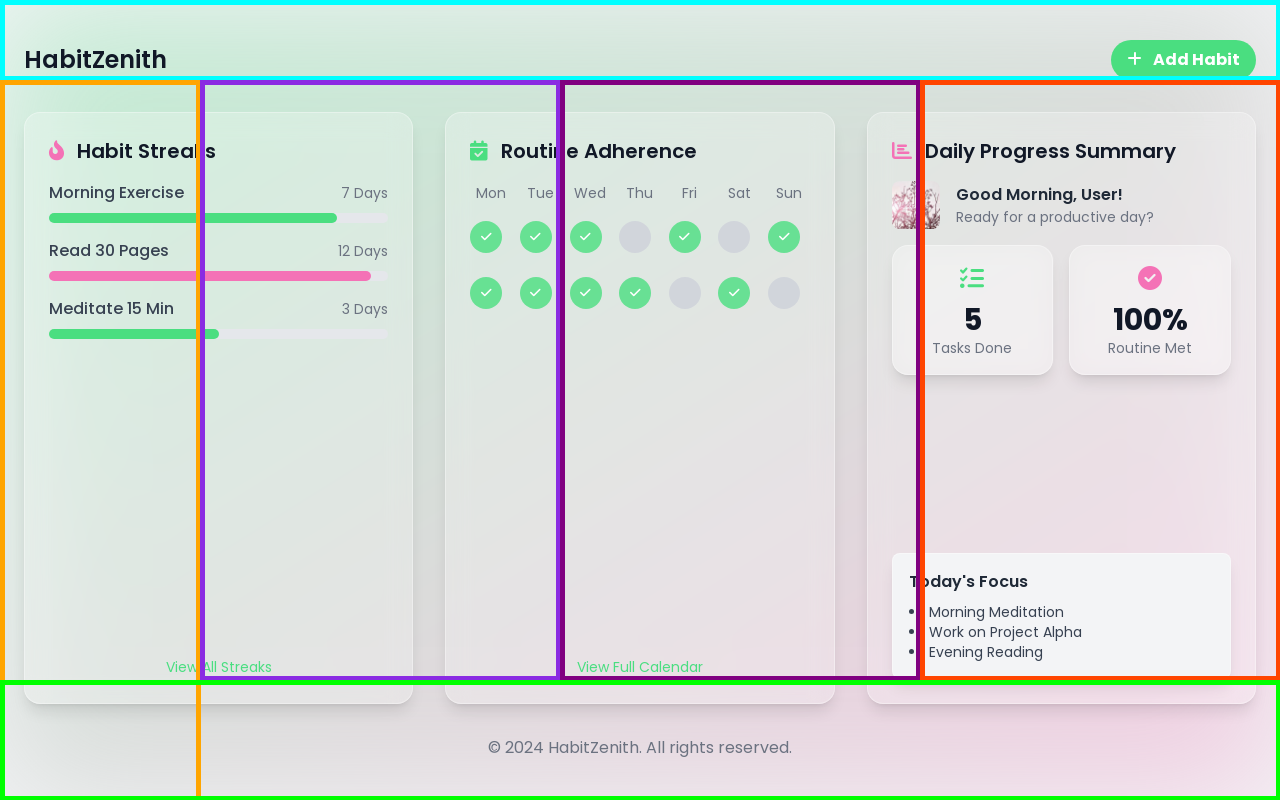 HabitZenith
Add Habit
Habit Streaks
Morning Exercise 7 Days
Read 30 Pages 12 Days
Meditate 15 Min 3 Days
View All Streaks
Routine Adherence
Mon Tue Wed Thu Fri Sat Sun
View Full Calendar
Daily Progress Summary
Good Morning, User!
Ready for a productive day?
5
Tasks Done
100%
Routine Met
Today's Focus
• Morning Meditation
• Work on Project Alpha
• Evening Reading
© 2024 HabitZenith. All rights reserved.